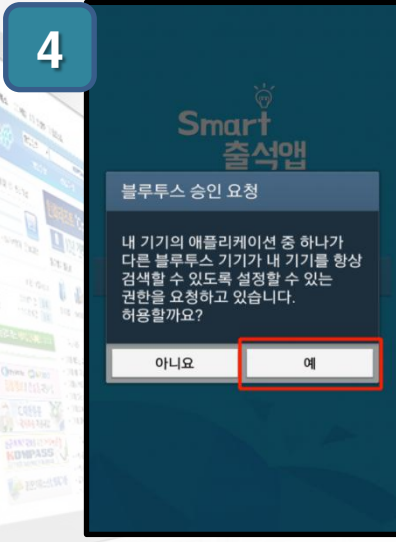 4
Smart
출석앱
블루투스 승인 요청
내 기기의 애플리케이션 중 하나가
다른 블루투스 기기가 내 기기를 항상
검색할 수 있도록 설정할 수 있는
권한을 요청하고 있습니다.
허용할까요?
아니요 예
KOMPASS